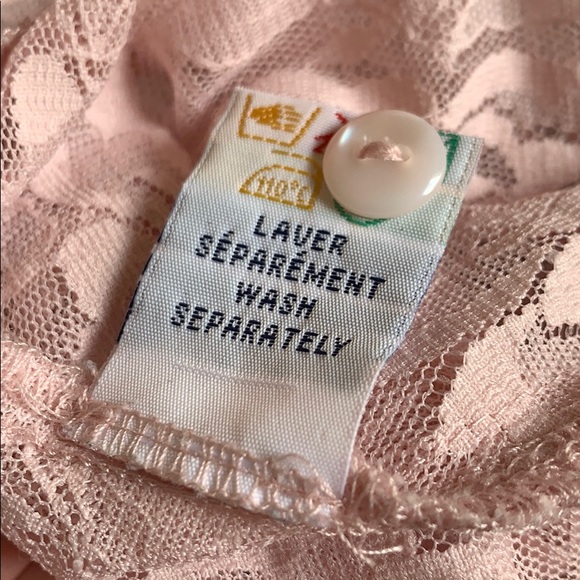 110°C
LAVER
SÉPARÉMENT
WASH
SEPARATELY